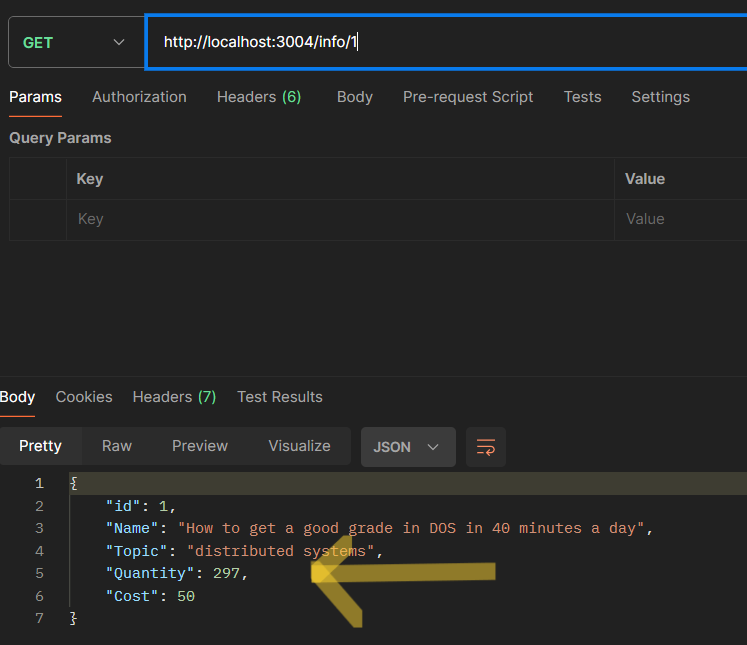 GET http://localhost:3004/info/1
Params Authorization Headers (6) Body Pre-request Script Tests Settings
Query Params
Key Value
Key Value
Body Cookies Headers (7) Test Results
Pretty Raw Preview Visualize JSON
1 {
2 "id": 1,
3 "Name": "How to get a good grade in DOS in 40 minutes a day",
4 "Topic": "distributed systems",
5 "Quantity": 297,
6 "Cost": 50
7 }